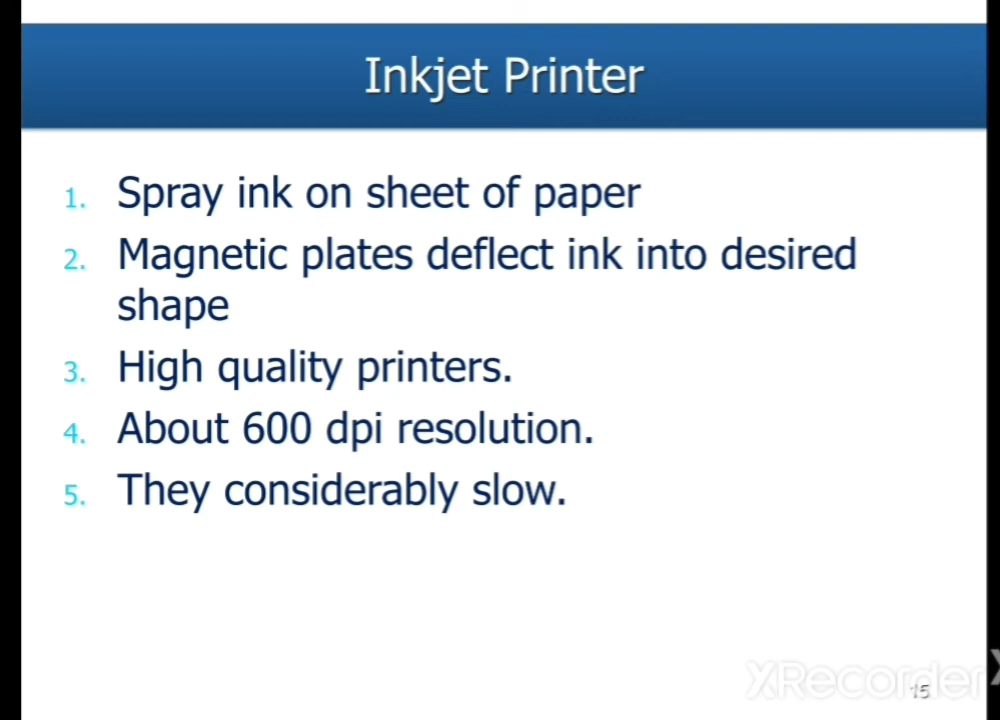 Inkjet Printer
1. Spray ink on sheet of paper
2. Magnetic plates deflect ink into desired
shape
3. High quality printers.
4. About 600 dpi resolution.
5. They considerably slow.
XRecorder
15